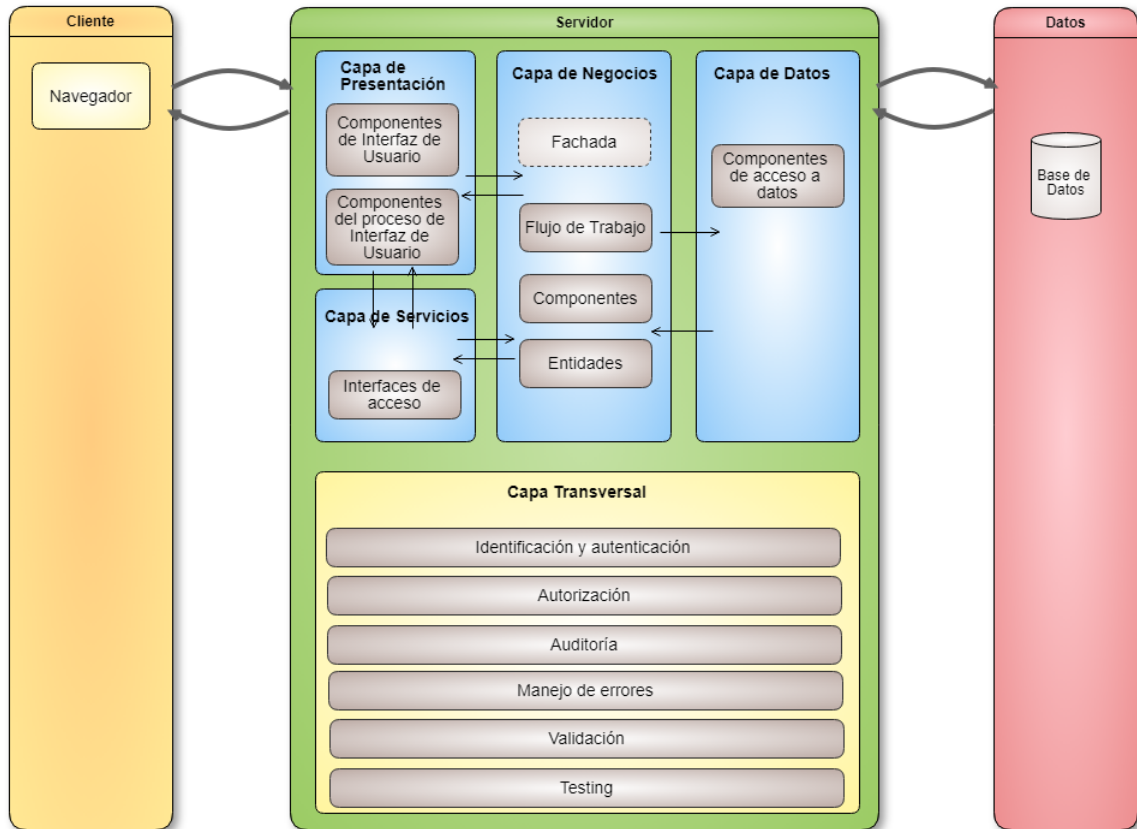 Cliente
Navegador
Servidor
Capa de
Presentación
Componentes
de Interfaz de
Usuario
Componentes
del proceso de
Interfaz de
Usuario
Capa de Servicios
Interfaces de
acceso
Capa de Negocios
Fachada
Flujo de Trabajo
Componentes
Entidades
Capa de Datos
Componentes
de acceso a
datos
Capa Transversal
Identificación y autenticación
Autorización
Auditoría
Manejo de errores
Validación
Testing
Datos
Base de
Datos